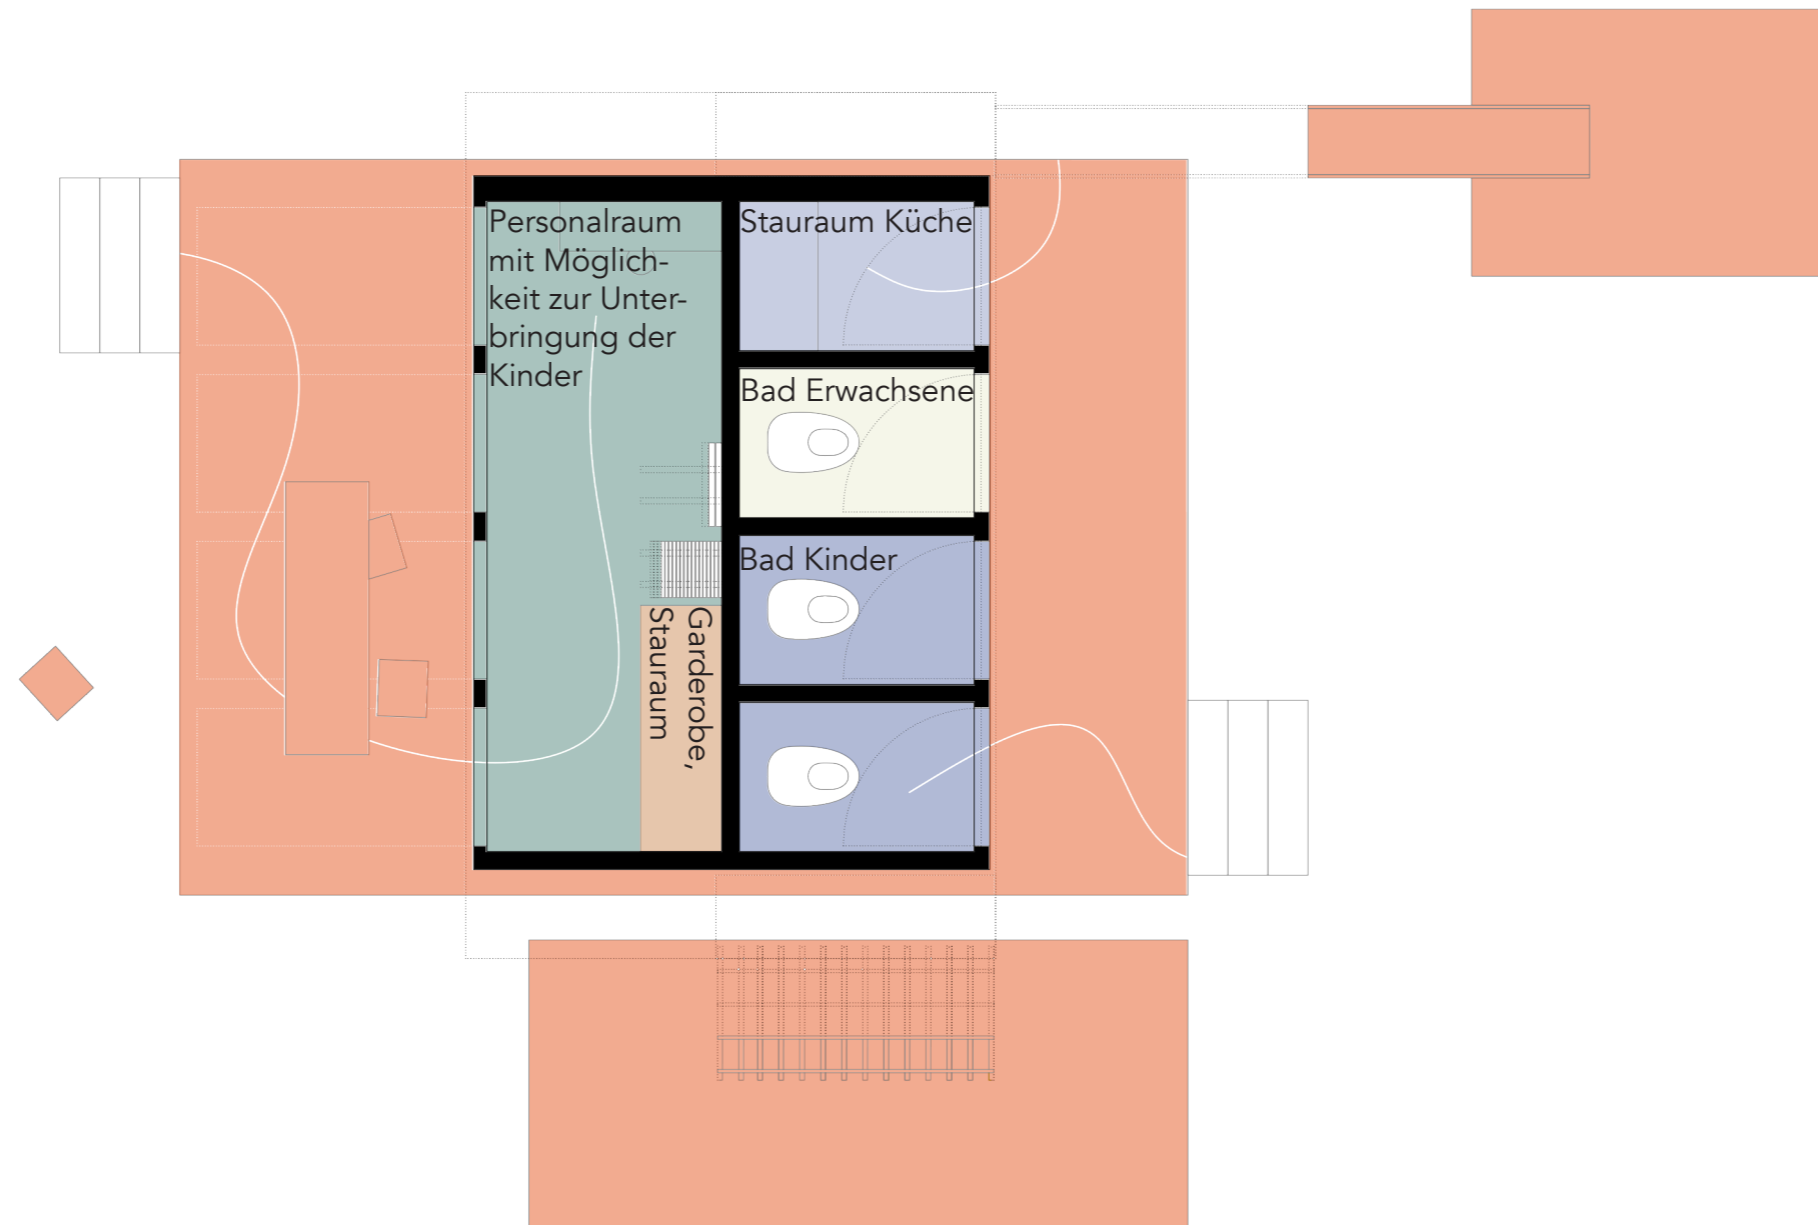 Personalraum
mit Möglich-
keit zur Unter-
bringung der
Kinder
Stauraum Küche
Bad Erwachsene
Bad Kinder
Garderobe,
Stauraum